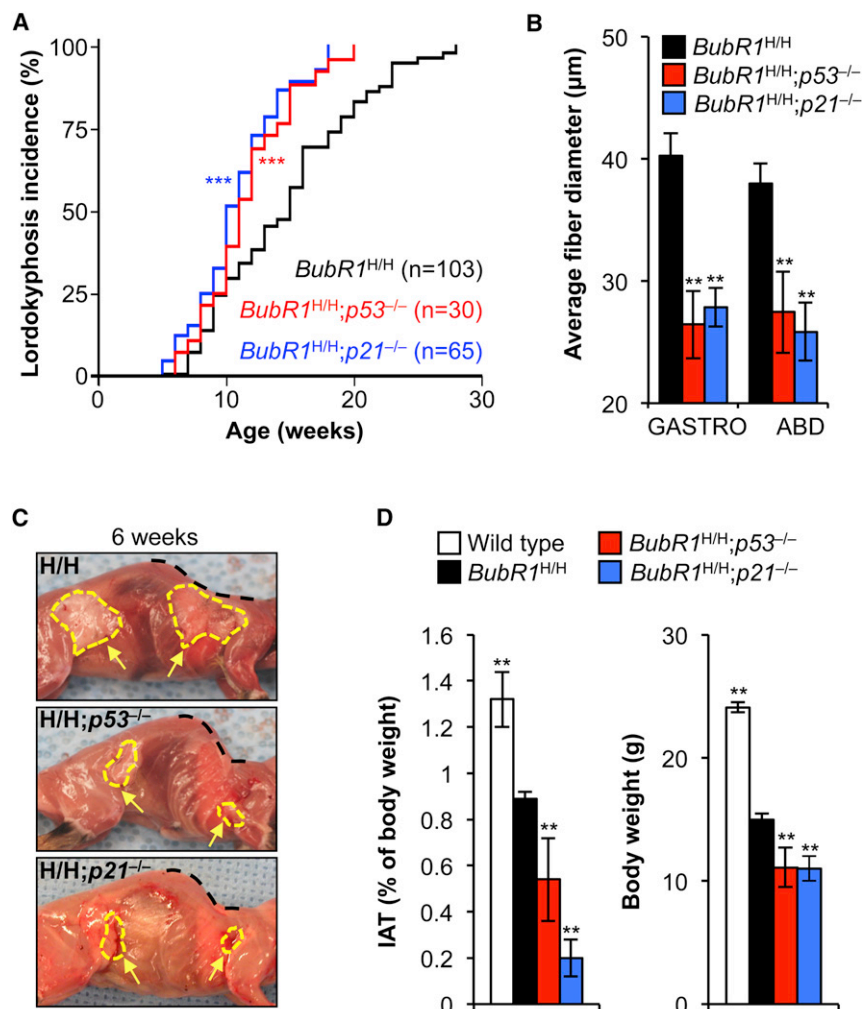 A
Lordokyphosis incidence (%)
100
75
50
25
0
***
***
BubR1H/H (n=103)
BubR1H/H;p53–/– (n=30)
BubR1H/H;p21–/– (n=65)
0
10
20
30
Age (weeks)
B
Average fiber diameter (µm)
50
40
30
20
BubR1H/H
BubR1H/H;p53–/–
BubR1H/H;p21–/–
** **
**
**
GASTRO ABD
C
6 weeks
H/H
H/H;p53–/–
H/H;p21–/–
D
Wild type
BubR1H/H
BubR1H/H;p53–/–
BubR1H/H;p21–/–
IAT (% of body weight)
1.6
1.4
1.2
1
0.8
0.6
0.4
0.2
0
**
**
**
Body weight (g)
30
20
10
0
**
**
**